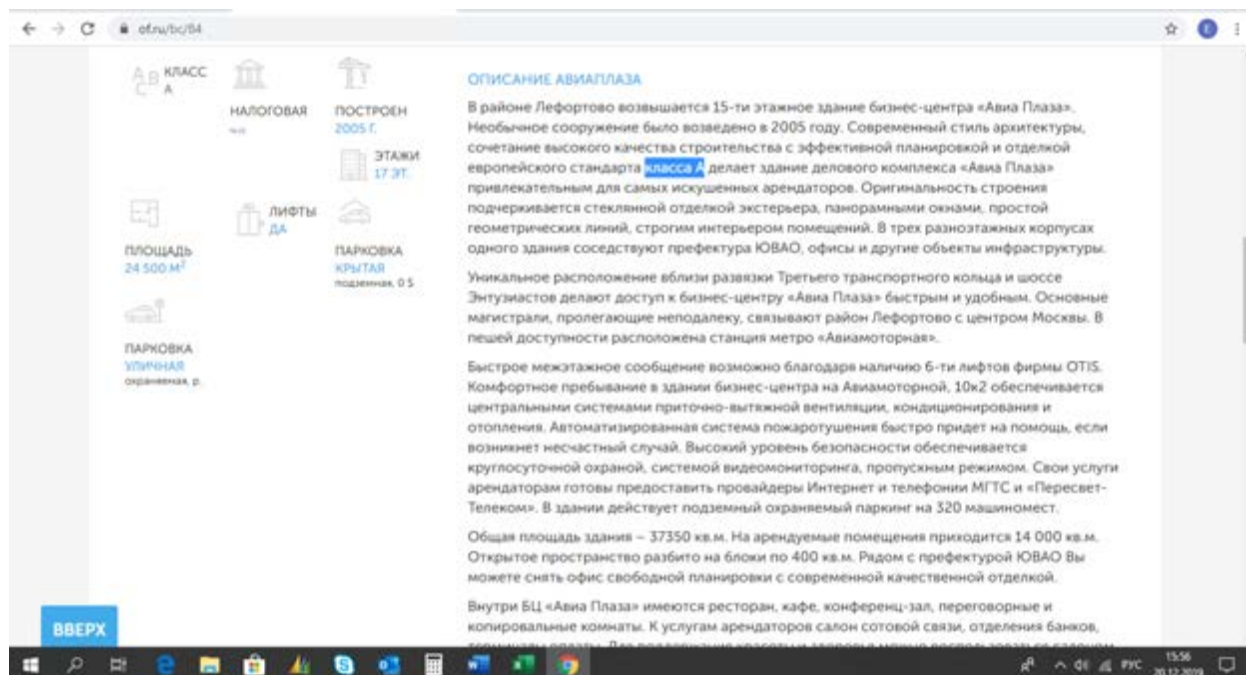 of.ru/bc/84
E
КЛАСС
A
НАЛОГОВАЯ
ПОСТРОЕН
2005 Г.
ЭТАЖИ
17 ЭТ.
ЛИФТЫ
ДА
ПЛОЩАДЬ
24 500 М²
ПАРКОВКА
КРЫТАЯ
подземная, 0 $
ПАРКОВКА
УЛИЧНАЯ
охраняемая, р.
ВВЕРХ
ОПИСАНИЕ АВИАПЛАЗА
В районе Лефортово возвышается 15-ти этажное здание бизнес-центра «Авиа Плаза».
Необычное сооружение было возведено в 2005 году. Современный стиль архитектуры,
сочетание высокого качества строительства с эффективной планировкой и отделкой
европейского стандарта класса А делает здание делового комплекса «Авиа Плаза»
привлекательным для самых искушенных арендаторов. Оригинальность строения
подчеркивается стеклянной отделкой экстерьера, панорамными окнами, простой
геометрических линий, строгим интерьером помещений. В трех разноэтажных корпусах
одного здания соседствуют префектура ЮВАО, офисы и другие объекты инфраструктуры.
Уникальное расположение вблизи развязки Третьего транспортного кольца и шоссе
Энтузиастов делают доступ к бизнес-центру «Авиа Плаза» быстрым и удобным. Основные
магистрали, пролегающие неподалеку, связывают район Лефортово с центром Москвы. В
пешей доступности расположена станция метро «Авиамоторная».
Быстрое межэтажное сообщение возможно благодаря наличию 6-ти лифтов фирмы OTIS.
Комфортное пребывание в здании бизнес-центра на Авиамоторной, 10к2 обеспечивается
центральными системами приточно-вытяжной вентиляции, кондиционирования и
отопления. Автоматизированная система пожаротушения быстро придет на помощь, если
возникнет несчастный случай. Высокий уровень безопасности обеспечивается
круглосуточной охраной, системой видеомониторинга, пропускным режимом. Свои услуги
арендаторам готовы предоставить провайдеры Интернет и телефонии МГТС и «Пересвет-
Телеком». В здании действует подземный охраняемый паркинг на 320 машиномест.
Общая площадь здания – 37350 кв.м. На арендуемые помещения приходится 14 000 кв.м.
Открытое пространство разбито на блоки по 400 кв.м. Рядом с префектурой ЮВАО Вы
можете снять офис свободной планировки с современной качественной отделкой.
Внутри БЦ «Авиа Плаза» имеются ресторан, кафе, конференц-зал, переговорные и
копировальные комнаты. К услугам арендаторов салон сотовой связи, отделения банков,
РУС
15:56
20.12.2019